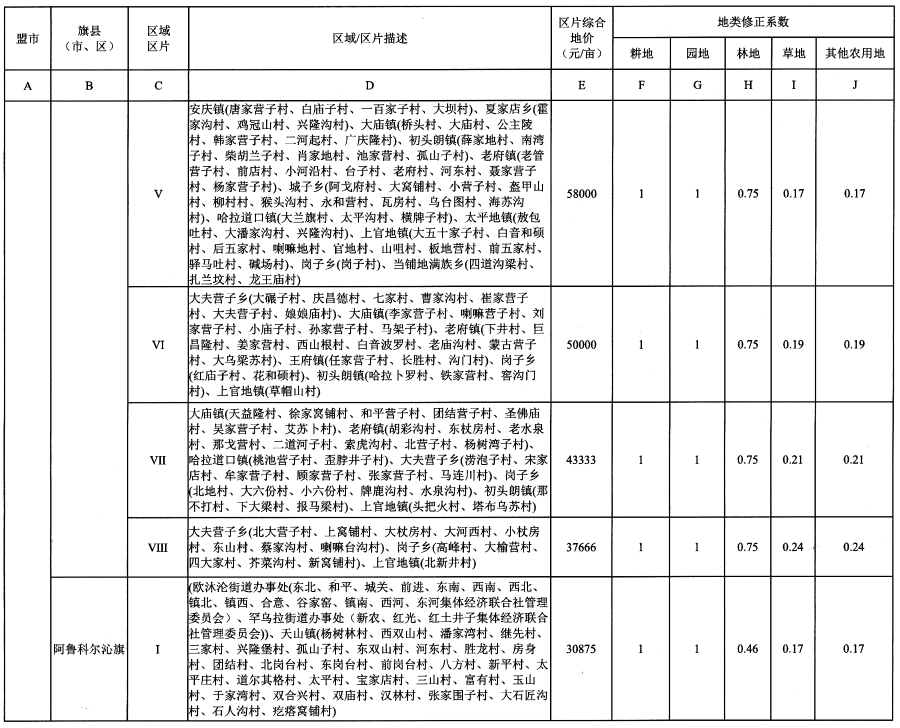 盟市
旗县
（市、区）
区域
区片
区域/区片描述
区片综合
地价
（元/亩）
地类修正系数
耕地
园地
林地
草地
其他农用地
A
B
C
D
E
F
G
H
I
J
V
安庆镇(唐家营子村、白庙子村、一百家子村、大坝村)、夏家店乡(霍
家沟村、鸡冠山村、兴隆沟村)、大庙镇(桥头村、大庙村、公主陵
村、韩家营子村、二河起村、广庆隆村)、初头朗镇(薛家地村、南湾
子村、柴胡兰子村、肖家地村、池家营村、孤山子村)、老府镇(老管
营子村、前店村、小河沿村、台子村、老府村、河东村、聂家营子
村、杨家营子村)、城子乡(阿戈府村、大窝铺村、小营子村、盔甲山
村、柳村村、猴头沟村、永和营村、瓦房村、乌台图村、海苏沟
村)、哈拉道口镇(大兰旗村、太平沟村、横牌子村)、太平地镇(敖包
吐村、大潘家沟村、兴隆沟村)、上官地镇(大五十家子村、白音和硕
村、后五家村、喇嘛地村、官地村、山咀村、板地营村、前五家村、
驿马吐村、碱场村)、岗子乡(岗子村)、当铺地满族乡(四道沟梁村、
扎兰坟村、龙王庙村)
58000
1
1
0.75
0.17
0.17
VI
大夫营子乡(大碾子村、庆昌德村、七家村、曹家沟村、崔家营子
村、大夫营子村、娘娘庙村)、大庙镇(李家营子村、喇嘛营子村、刘
家营子村、小庙子村、孙家营子村、马架子村)、老府镇(下井村、巨
昌隆村、姜家营村、西山根村、白音波罗村、老庙沟村、蒙古营子
村、大乌梁苏村)、王府镇(任家营子村、长胜村、沟门村)、岗子乡
(红庙子村、花和硕村)、初头朗镇(哈拉卜罗村、铁家营村、窖沟门
村)、上官地镇(草帽山村)
50000
1
1
0.75
0.19
0.19
VII
大庙镇(天益隆村、徐家窝铺村、和平营子村、团结营子村、圣佛庙
村、吴家营子村、艾苏卜村)、老府镇(胡彩沟村、东杖房村、老水泉
村、那戈营村、二道河子村、索虎沟村、北营子村、杨树湾子村)、
哈拉道口镇(桃池营子村、歪脖井子村)、大夫营子乡(涝泡子村、宋家
店村、牟家营子村、顾家营子村、张家营子村、马连川村)、岗子乡
(北地村、大六份村、小六份村、牌鹿沟村、水泉沟村)、初头朗镇(那
不打村、下大梁村、报马梁村)、上官地镇(头把火村、塔布乌苏村)
43333
1
1
0.75
0.21
0.21
VIII
大夫营子乡(北大营子村、上窝铺村、大杖房村、大河西村、小杖房
村、东山村、蔡家沟村、喇嘛台沟村)、岗子乡(高峰村、大榆营村、
四大家村、芥菜沟村、新窝铺村)、上官地镇(北新井村)
37666
1
1
0.75
0.24
0.24
阿鲁科尔沁旗
I
(欧沐沦街道办事处(东北、和平、城关、前进、东南、西南、西北、
镇北、镇西、合意、谷家窑、镇南、西河、东河集体经济联合社管理
委员会）、罕乌拉街道办事处（新农、红光、红土井子集体经济联合
社管理委员会))、天山镇(杨树林村、西双山村、潘家湾村、继先村、
三家村、兴隆堡村、孤山子村、东双山村、河东村、胜龙村、房身
村、团结村、北岗台村、东岗台村、前岗台村、八方村、新平村、太
平庄村、道尔其格村、太平村、宝家店村、三山村、富有村、玉山
村、于家湾村、双合兴村、双庙村、汉林村、张家围子村、大石匠沟
村、石人沟村、疙瘩窝铺村)
30875
1
1
0.46
0.17
0.17